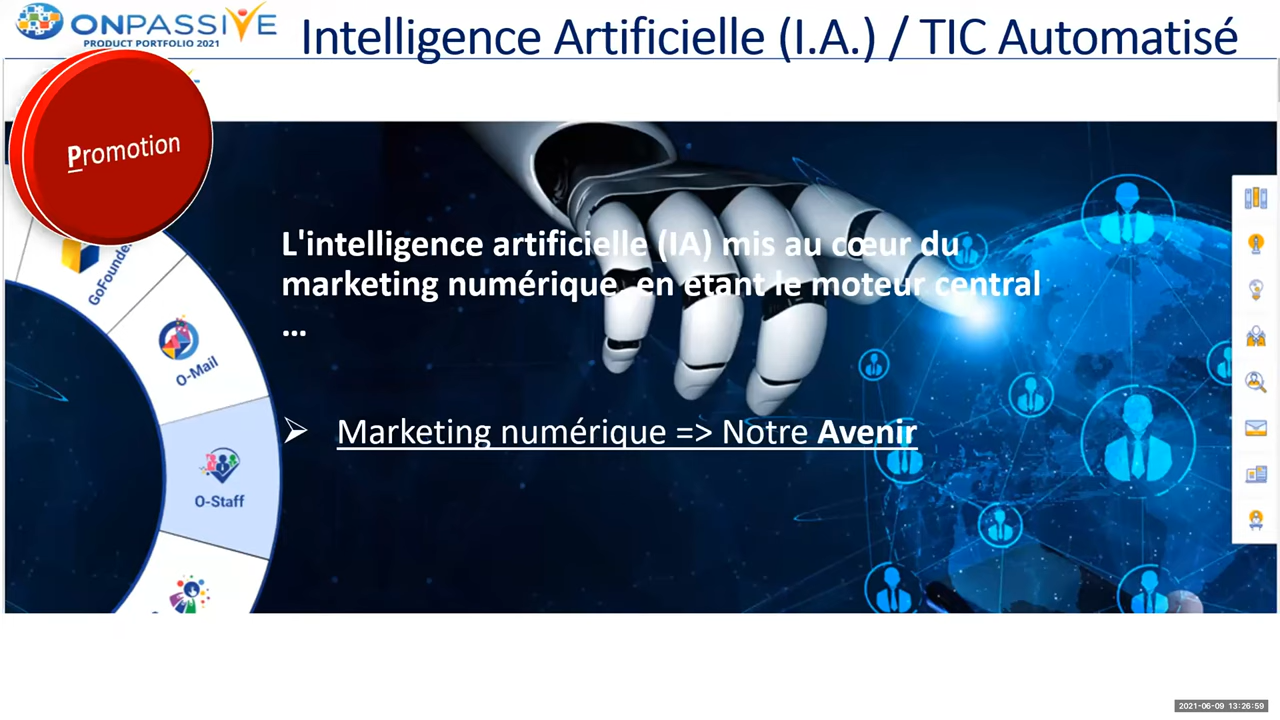 ONPASSIVE
PRODUCT PORTFOLIO 2021
Intelligence Artificielle (I.A.) / TIC Automatisé
Promotion
L'intelligence artificielle (IA) mis au cœur du
marketing numérique, en étant le moteur central
...
➢ Marketing numérique => Notre Avenir
O-Mail
O-Staff
2021-06-09 13:26:59